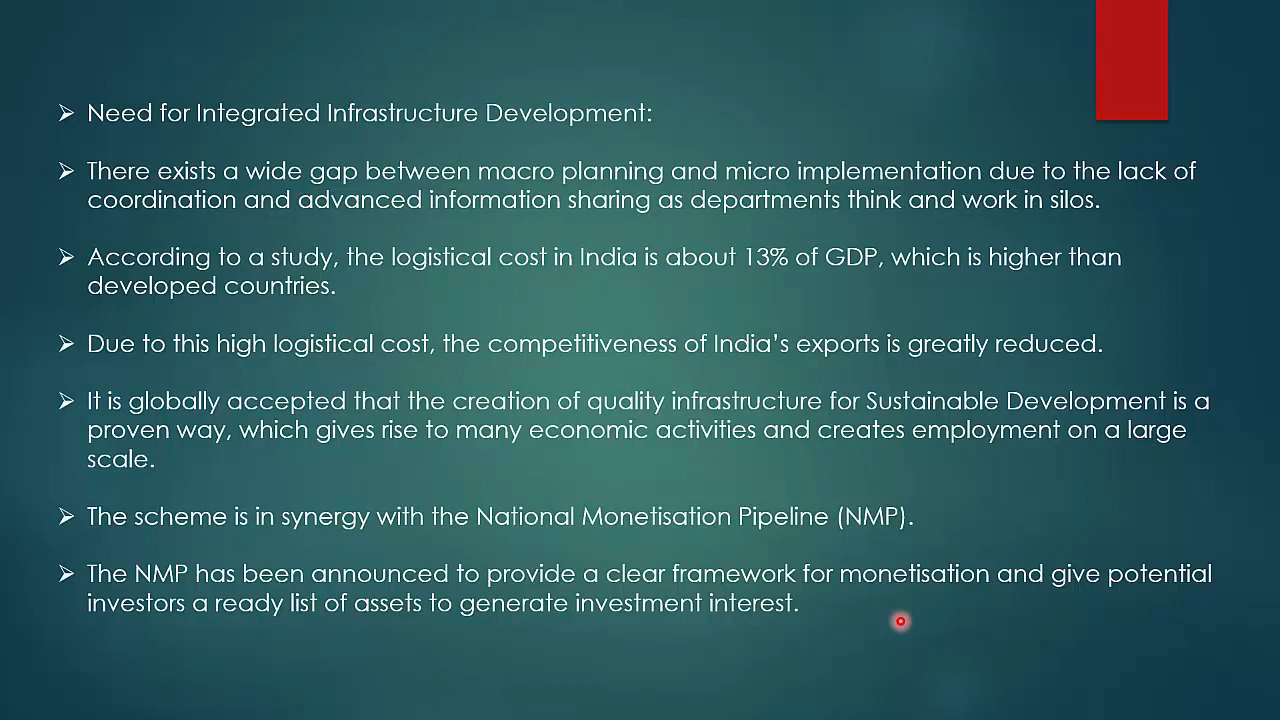 Need for Integrated Infrastructure Development:
There exists a wide gap between macro planning and micro implementation due to the lack of
coordination and advanced information sharing as departments think and work in silos.
According to a study, the logistical cost in India is about 13% of GDP, which is higher than
developed countries.
Due to this high logistical cost, the competitiveness of India’s exports is greatly reduced.
It is globally accepted that the creation of quality infrastructure for Sustainable Development is a
proven way, which gives rise to many economic activities and creates employment on a large
scale.
The scheme is in synergy with the National Monetisation Pipeline (NMP).
The NMP has been announced to provide a clear framework for monetisation and give potential
investors a ready list of assets to generate investment interest.